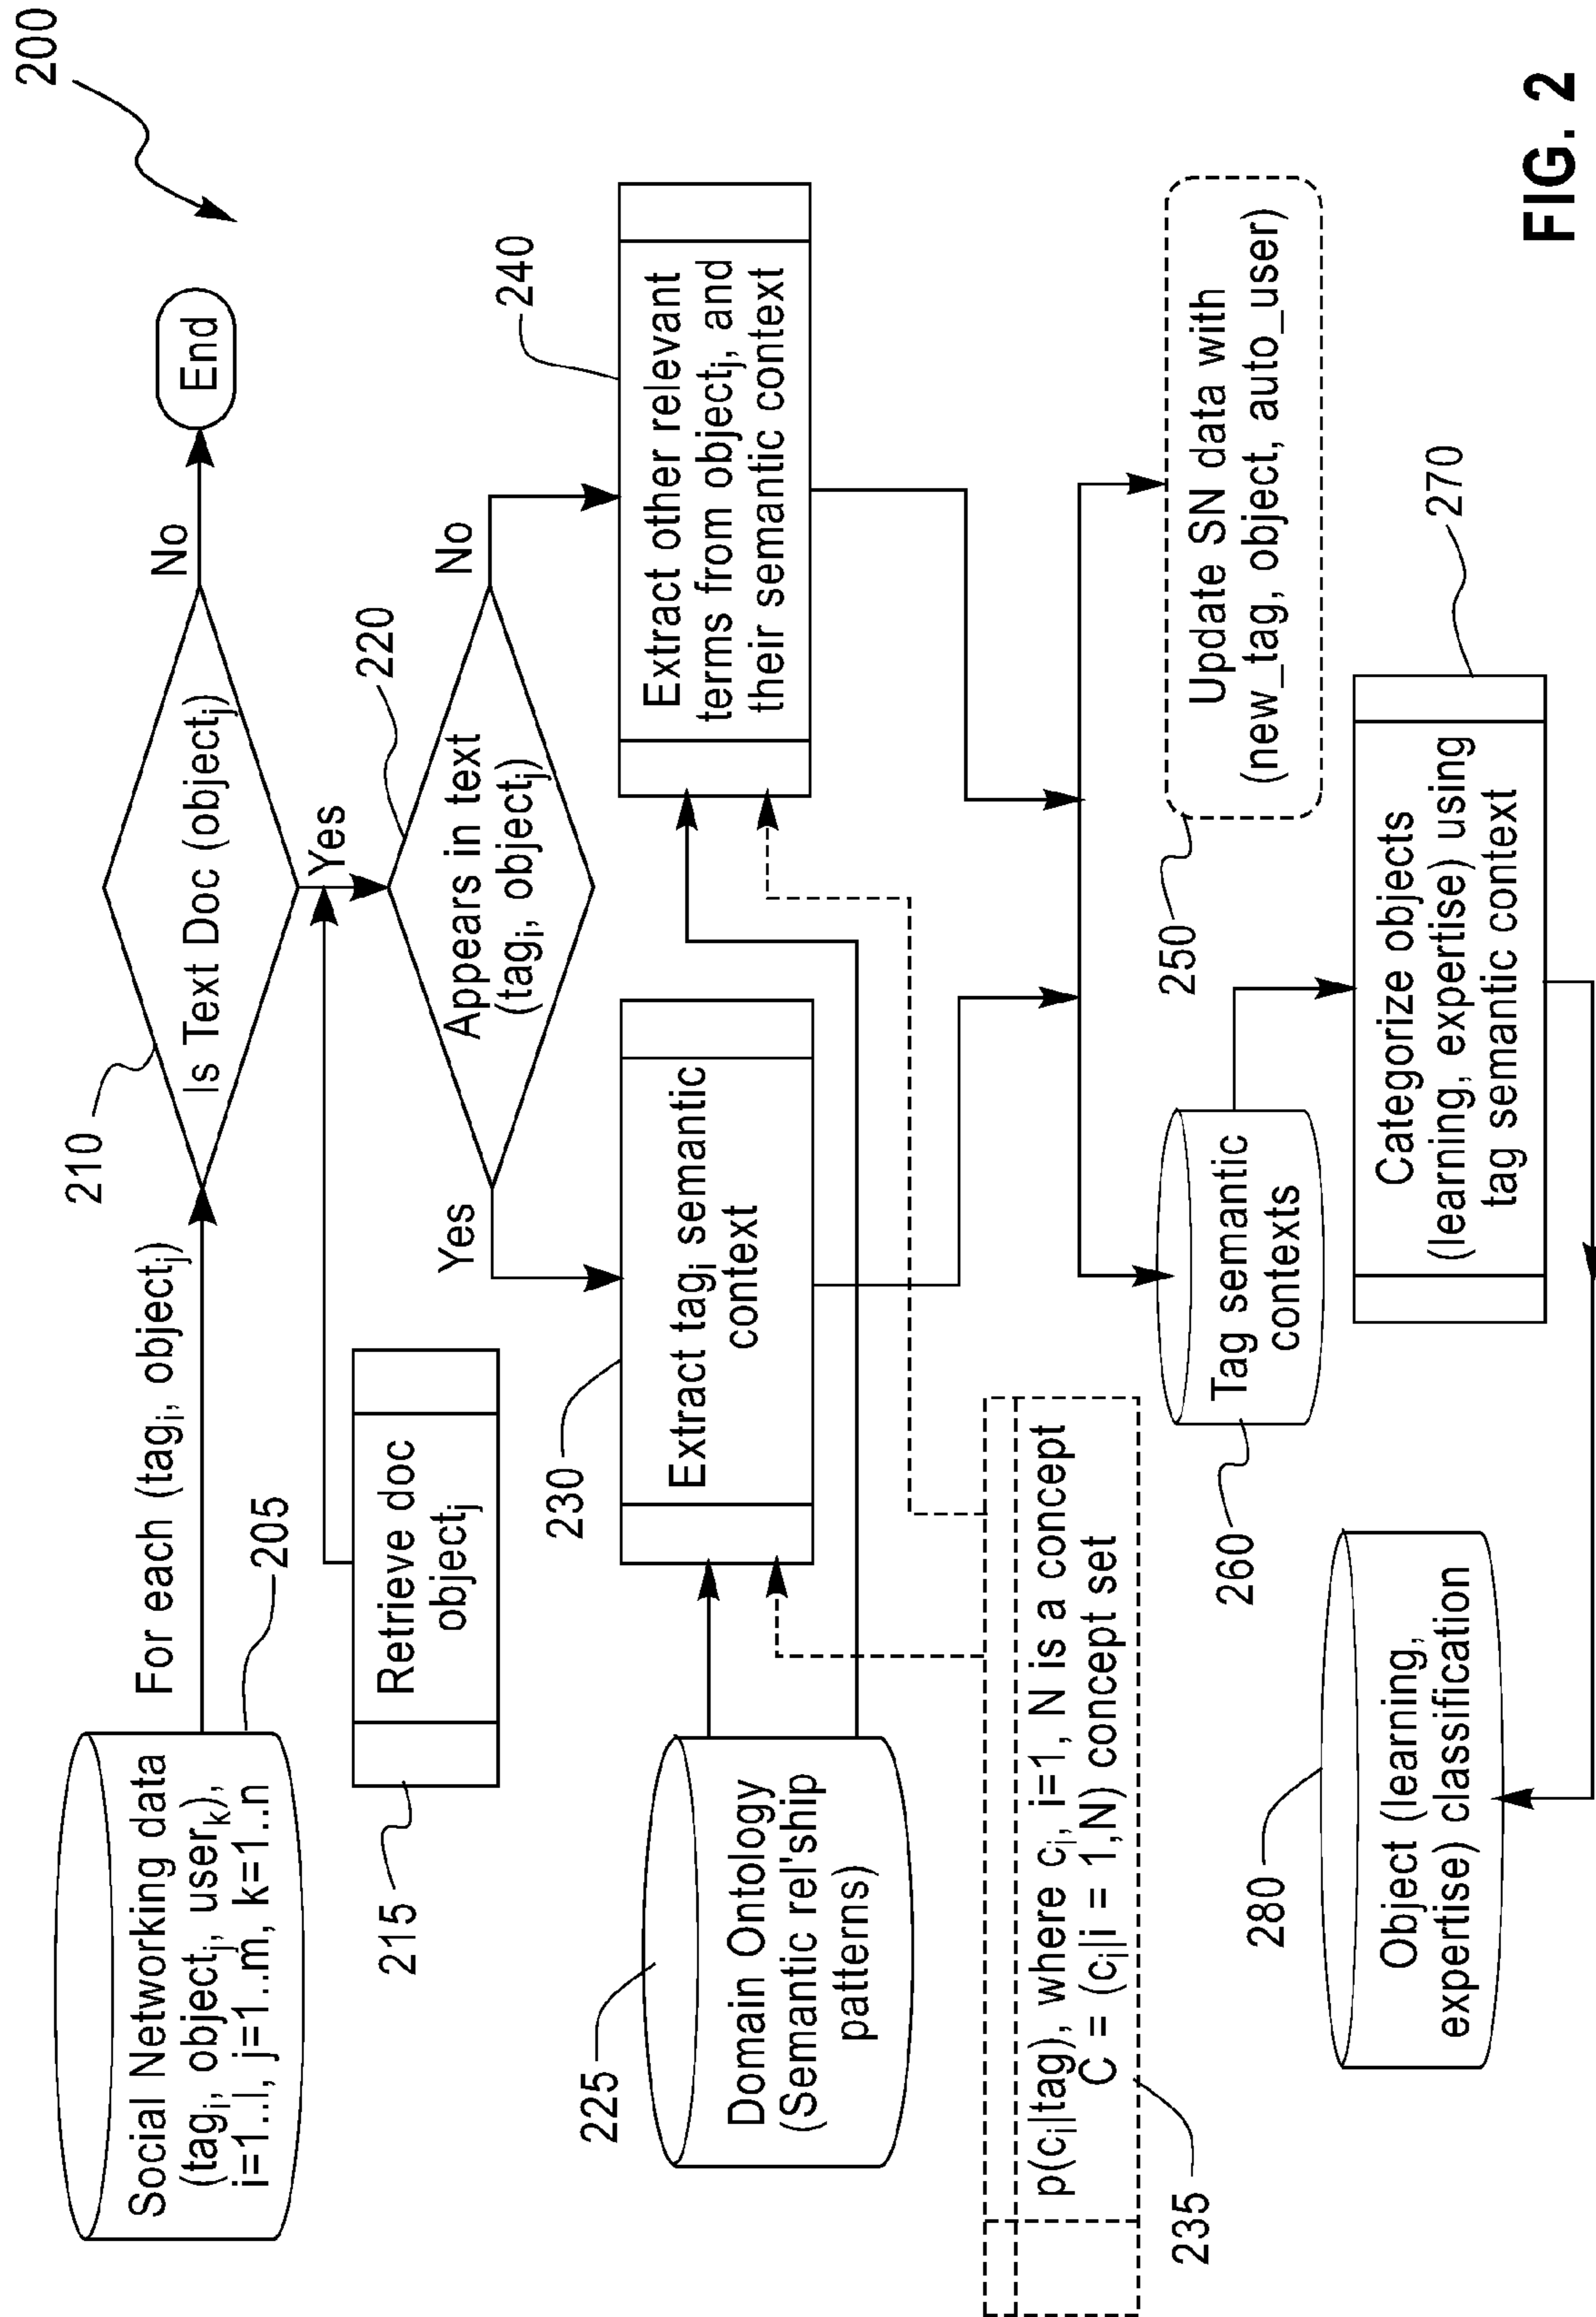 200
Social Networking data
(tagᵢ, objectⱼ, userₖ),
i=1..l, j=1..m, k=1..n
205
For each (tagᵢ, objectⱼ)
210
Is Text Doc (objectⱼ)
No
End
Yes
Retrieve doc
objectⱼ
215
220
Appears in text
(tagᵢ, objectⱼ)
Yes
No
225
Domain Ontology
(Semantic rel'ship
patterns)
230
Extract tagᵢ semantic
context
240
Extract other relevant
terms from objectⱼ, and
their semantic context
p(cᵢ|tag), where cᵢ, i=1, N is a concept
C = (cᵢ|i = 1,N) concept set
235
250
Update SN data with
(new_tag, object, auto_user)
260
Tag semantic
contexts
270
Categorize objects
(learning, expertise) using
tag semantic context
280
Object (learning,
expertise) classification
FIG. 2